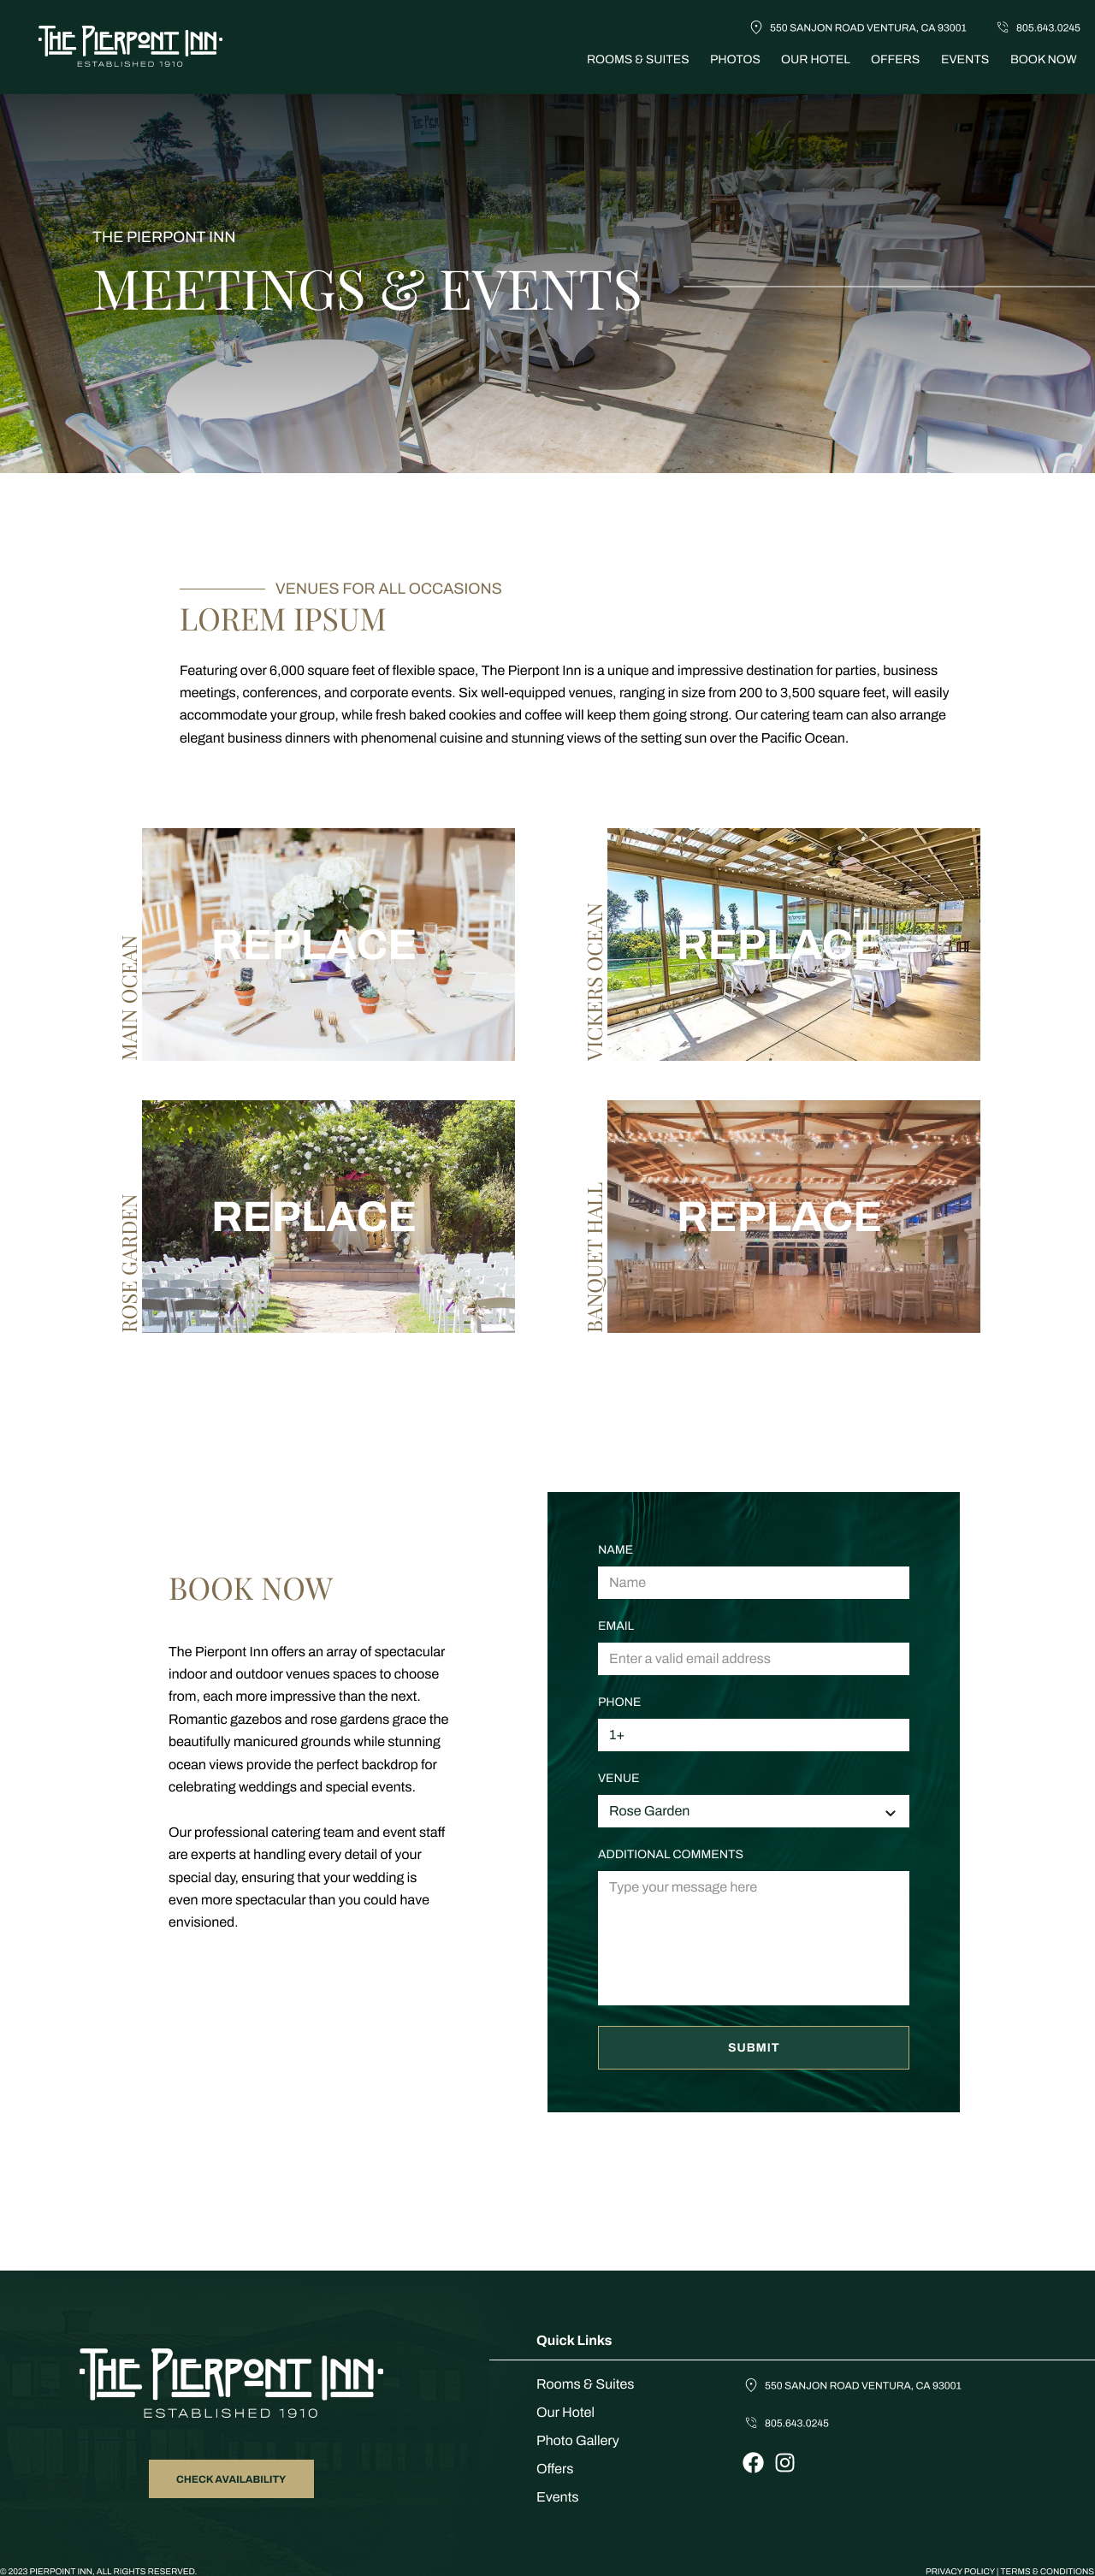 THE PIERPONT INN
ESTABLISHED 1910
550 SANJON ROAD VENTURA, CA 93001
805.643.0245
ROOMS & SUITES
PHOTOS
OUR HOTEL
OFFERS
EVENTS
BOOK NOW
The Pierpont Inn
THE PIERPONT INN
MEETINGS & EVENTS
VENUES FOR ALL OCCASIONS
LOREM IPSUM
Featuring over 6,000 square feet of flexible space, The Pierpont Inn is a unique and impressive destination for parties, business
meetings, conferences, and corporate events. Six well-equipped venues, ranging in size from 200 to 3,500 square feet, will easily
accommodate your group, while fresh baked cookies and coffee will keep them going strong. Our catering team can also arrange
elegant business dinners with phenomenal cuisine and stunning views of the setting sun over the Pacific Ocean.
MAIN OCEAN
REPLACE
VICKERS OCEAN
REPLACE
ROSE GARDEN
REPLACE
BANQUET HALL
REPLACE
BOOK NOW
The Pierpont Inn offers an array of spectacular
indoor and outdoor venues spaces to choose
from, each more impressive than the next.
Romantic gazebos and rose gardens grace the
beautifully manicured grounds while stunning
ocean views provide the perfect backdrop for
celebrating weddings and special events.
Our professional catering team and event staff
are experts at handling every detail of your
special day, ensuring that your wedding is
even more spectacular than you could have
envisioned.
NAME
Name
EMAIL
Enter a valid email address
PHONE
1+
VENUE
Rose Garden
ADDITIONAL COMMENTS
Type your message here
SUBMIT
THE PIERPONT INN
ESTABLISHED 1910
CHECK AVAILABILITY
Quick Links
Rooms & Suites
Our Hotel
Photo Gallery
Offers
Events
550 SANJON ROAD VENTURA, CA 93001
805.643.0245
© 2023 PIERPOINT INN, ALL RIGHTS RESERVED.
PRIVACY POLICY | TERMS & CONDITIONS